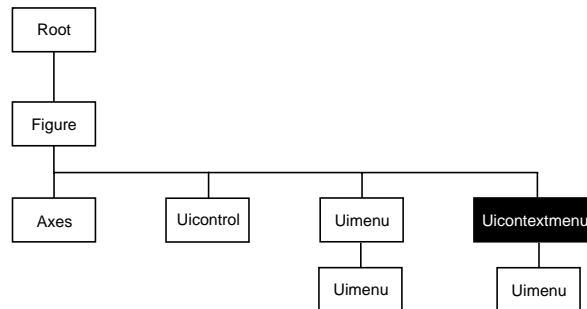 Root
Figure
Axes
Uicontrol
Uimenu
Uicontextmenu
Uimenu
Uimenu